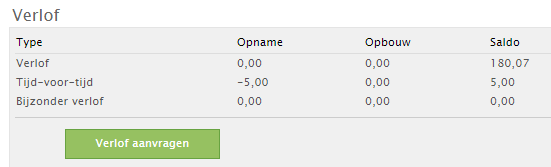 Verlof
Type Opname Opbouw Saldo
Verlof 0,00 0,00 180,07
Tijd-voor-tijd -5,00 0,00 5,00
Bijzonder verlof 0,00 0,00 0,00
Verlof aanvragen